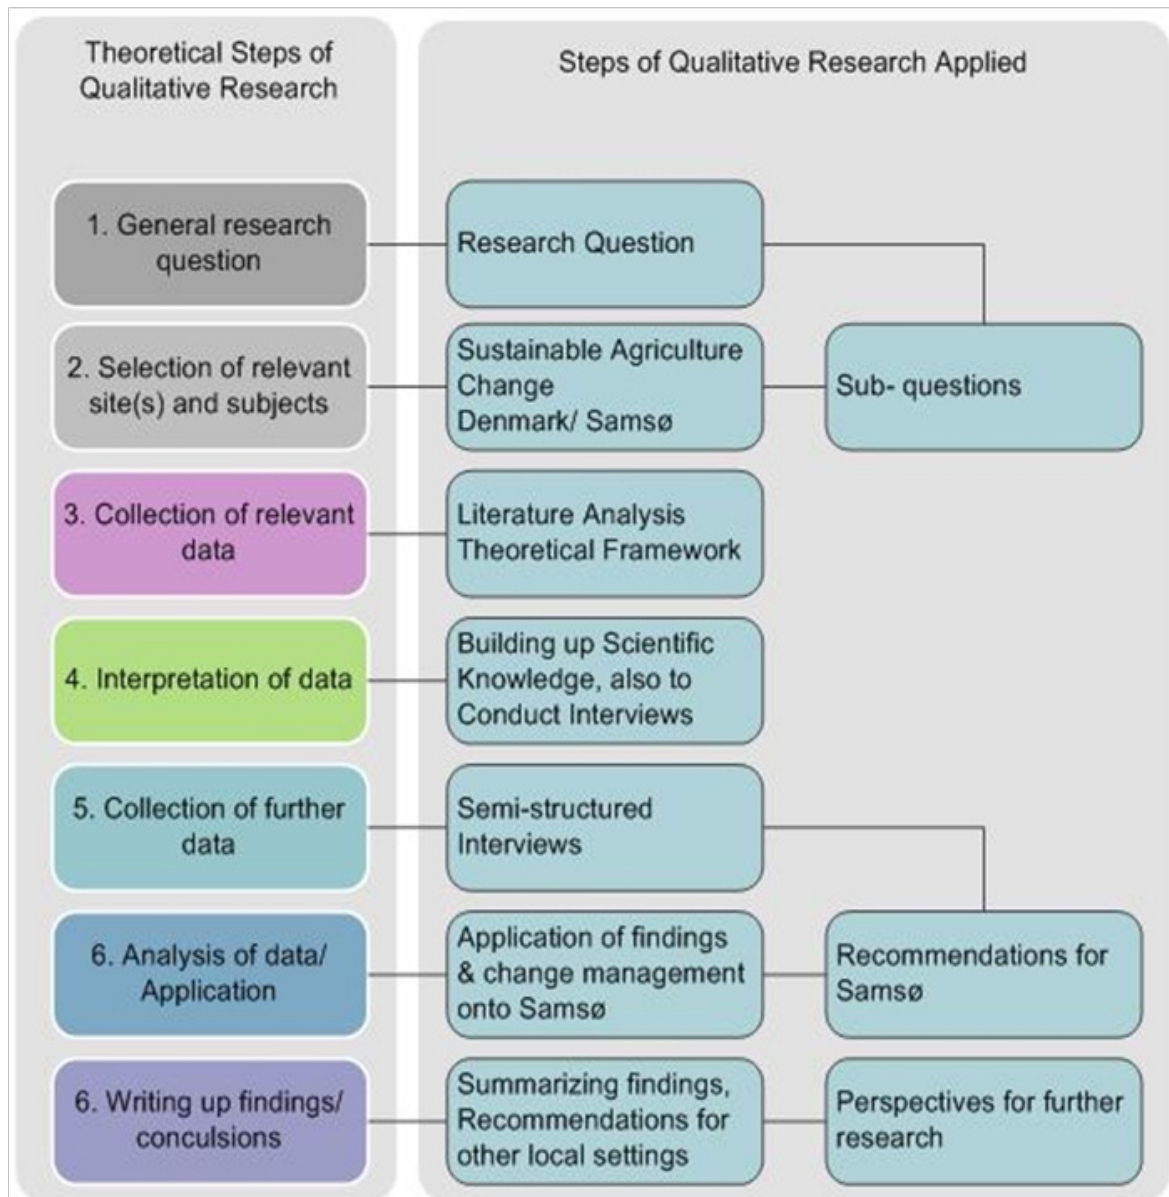 Theoretical Steps of
Qualitative Research
Steps of Qualitative Research Applied
1. General research
question
Research Question
2. Selection of relevant
site(s) and subjects
Sustainable Agriculture
Change
Denmark/ Samsø
Sub- questions
3. Collection of relevant
data
Literature Analysis
Theoretical Framework
4. Interpretation of data
Building up Scientific
Knowledge, also to
Conduct Interviews
5. Collection of further
data
Semi-structured
Interviews
6. Analysis of data/
Application
Application of findings
& change management
onto Samsø
Recommendations for
Samsø
6. Writing up findings/
conculsions
Summarizing findings,
Recommendations for
other local settings
Perspectives for further
research